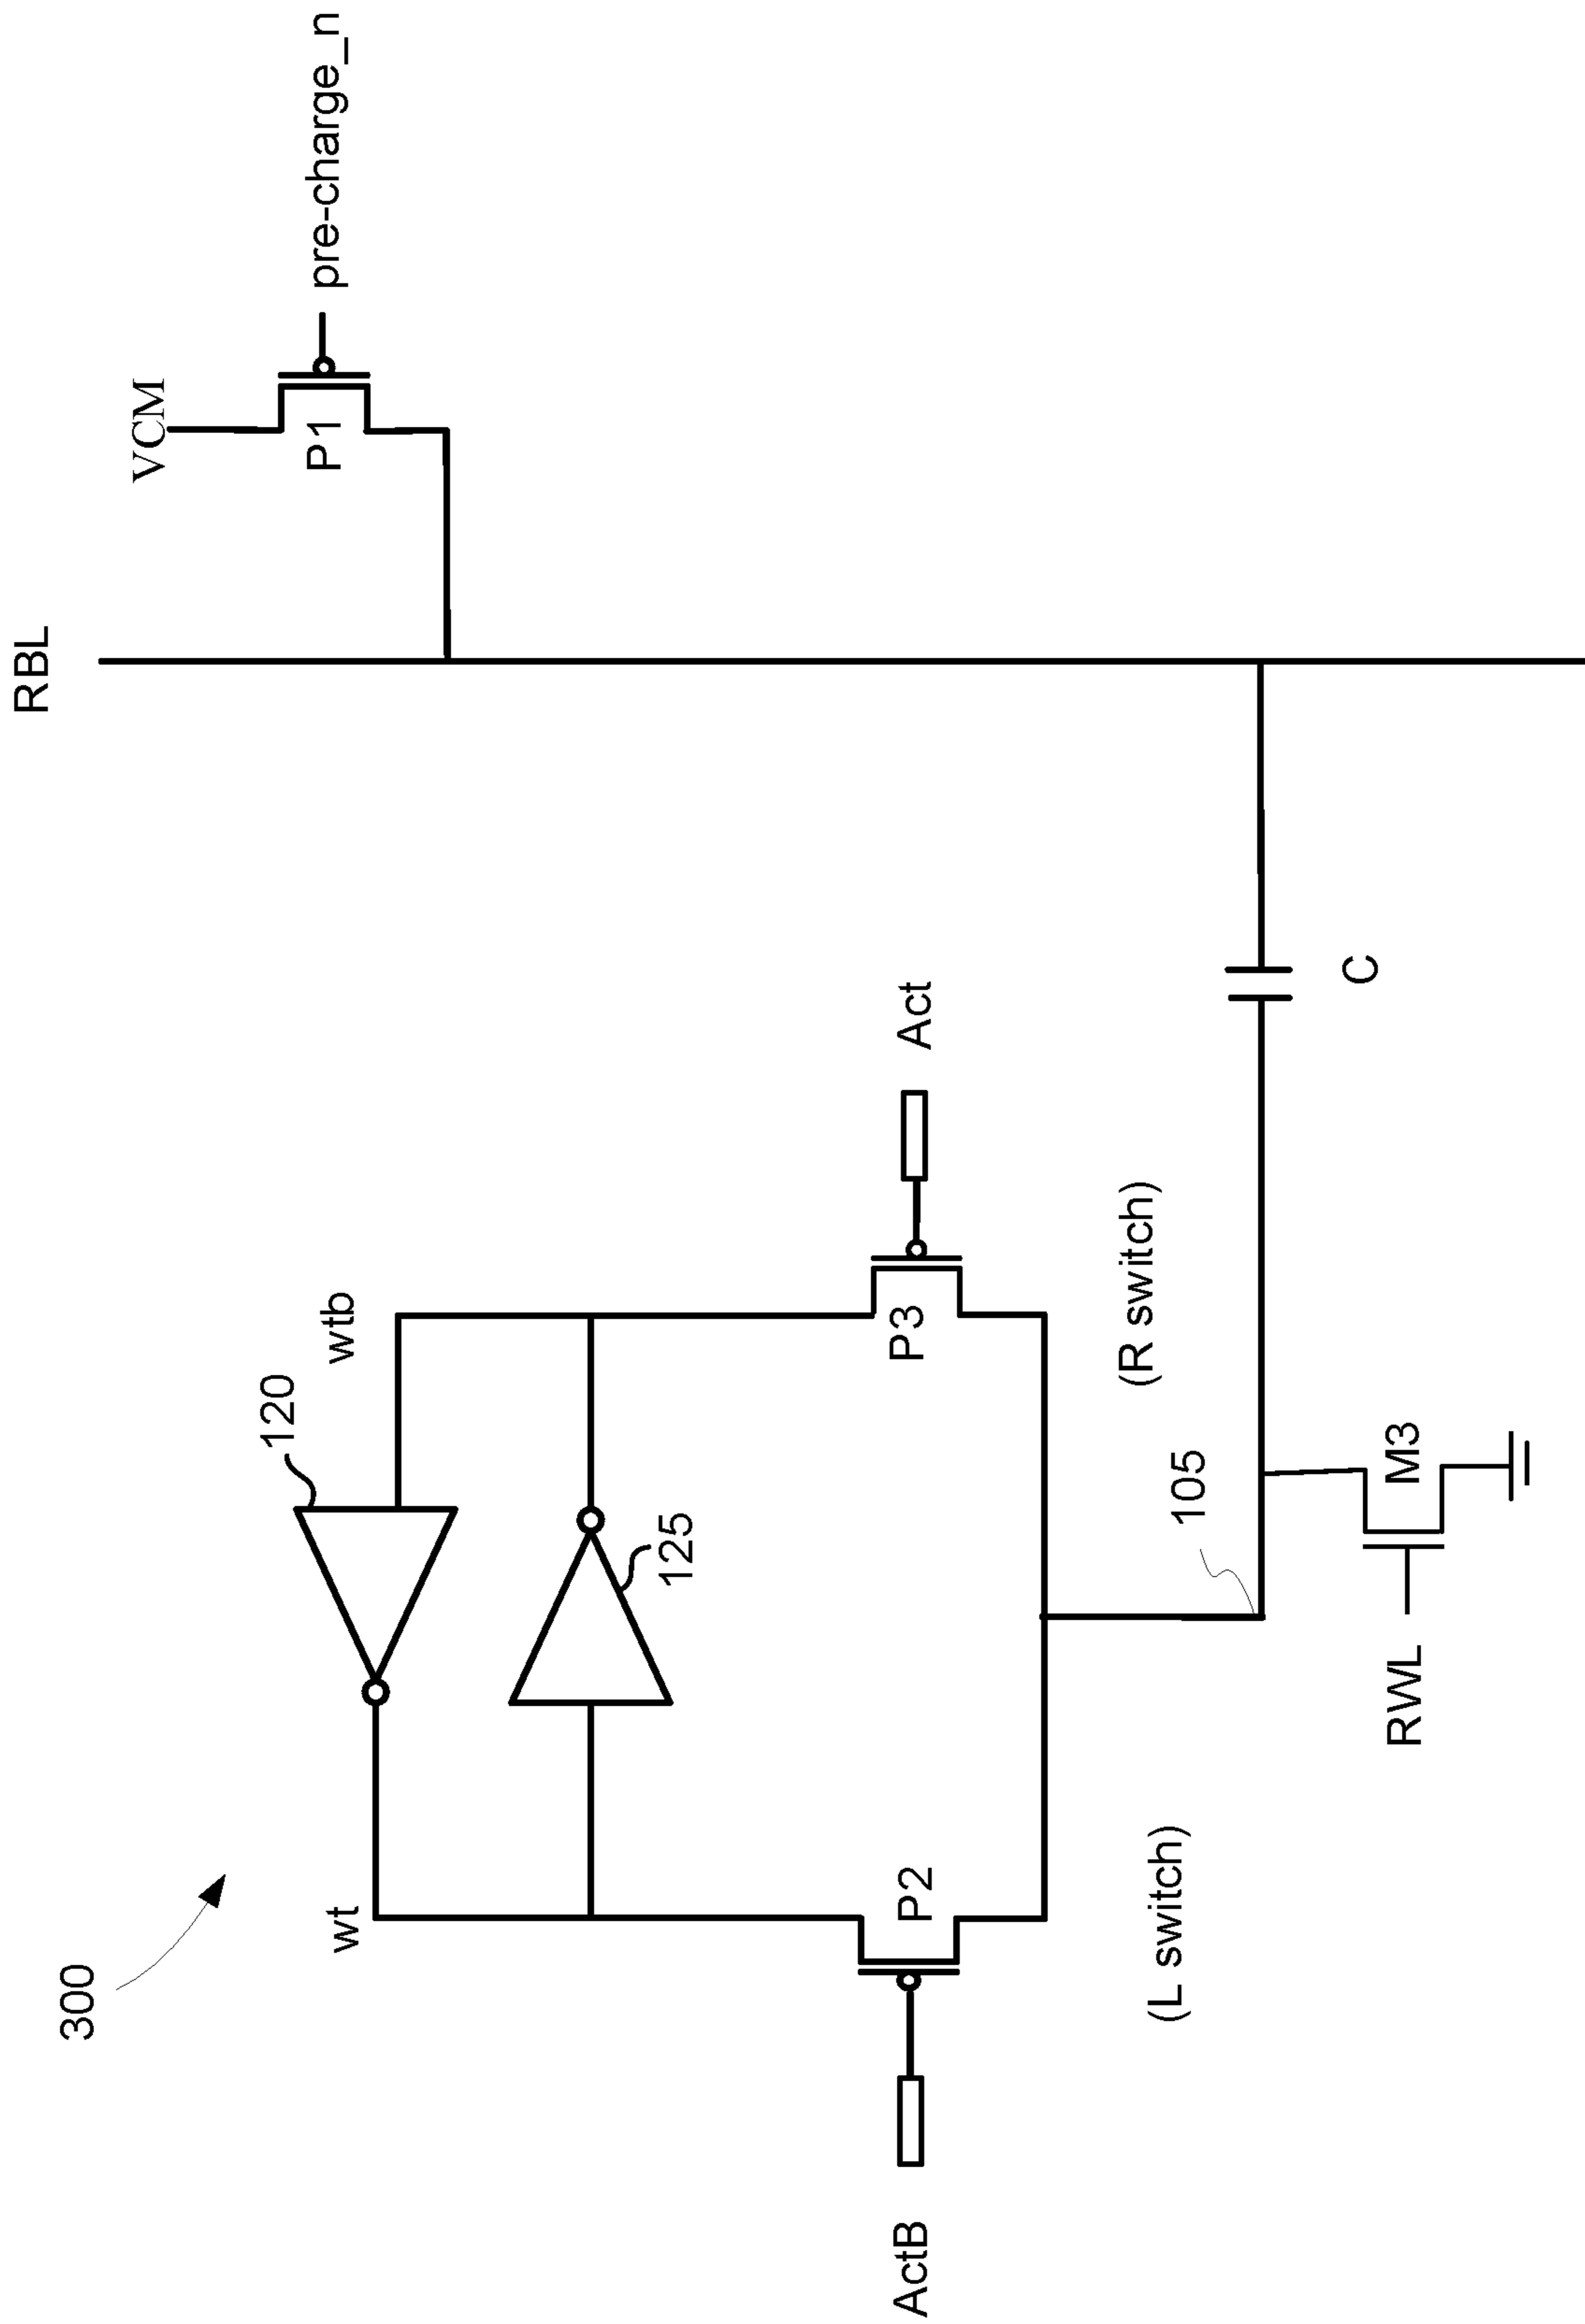 300
RBL
VCM
pre-charge_n
P1
120
wt
wtb
125
ActB
P2
P3
Act
(L switch)
(R switch)
105
C
RWL
M3